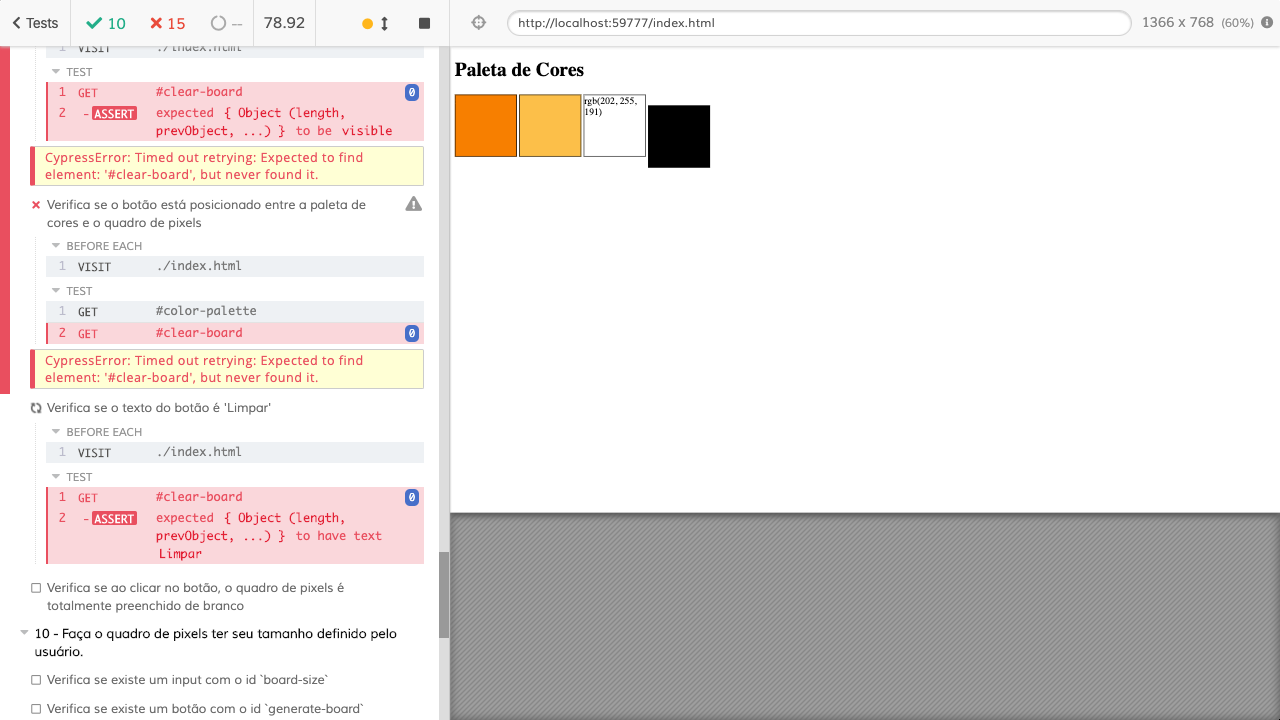 Tests
10
15
--
78.92
http://localhost:59777/index.html
1366 x 768 (60%)
1 VISIT ./index.html
TEST
1 GET #clear-board 0
2 - ASSERT expected { Object (length,
prevObject, ...) } to be visible
CypressError: Timed out retrying: Expected to find
element: '#clear-board', but never found it.
Verifica se o botão está posicionado entre a paleta de
cores e o quadro de pixels
BEFORE EACH
1 VISIT ./index.html
TEST
1 GET #color-palette
2 GET #clear-board 0
CypressError: Timed out retrying: Expected to find
element: '#clear-board', but never found it.
Verifica se o texto do botão é 'Limpar'
BEFORE EACH
1 VISIT ./index.html
TEST
1 GET #clear-board 0
2 - ASSERT expected { Object (length,
prevObject, ...) } to have text
Limpar
Verifica se ao clicar no botão, o quadro de pixels é
totalmente preenchido de branco
10 - Faça o quadro de pixels ter seu tamanho definido pelo
usuário.
Verifica se existe um input com o id `board-size`
Verifica se existe um botão com o id `generate-board`
Paleta de Cores
rgb(202, 255,
191)